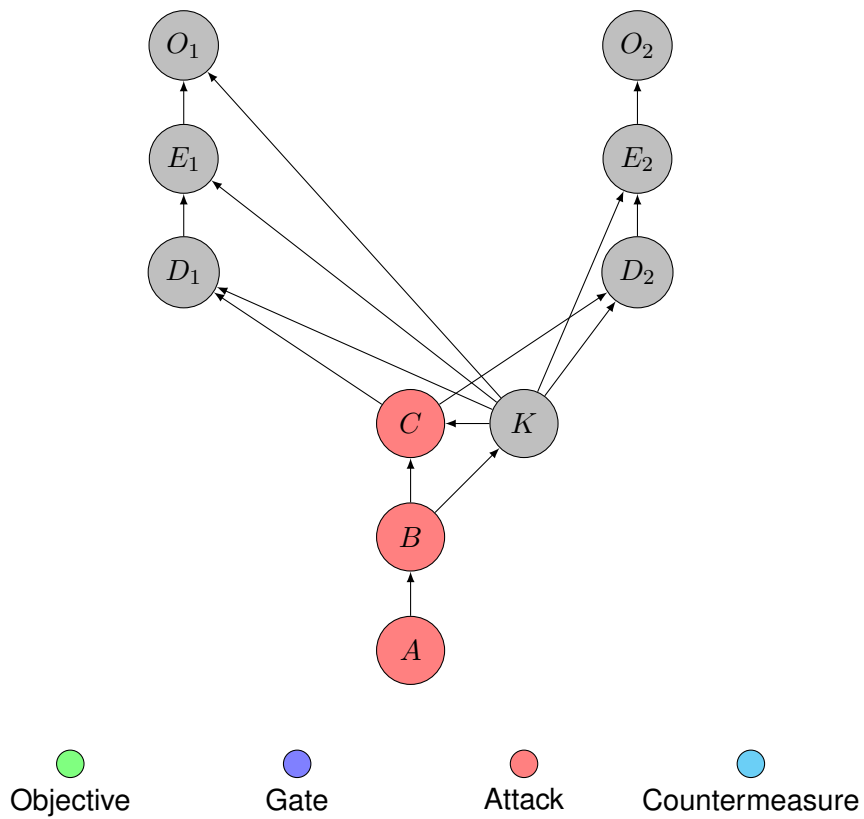 O₁ O₂
E₁ E₂
D₁ D₂
C K
B
A
Objective Gate Attack Countermeasure